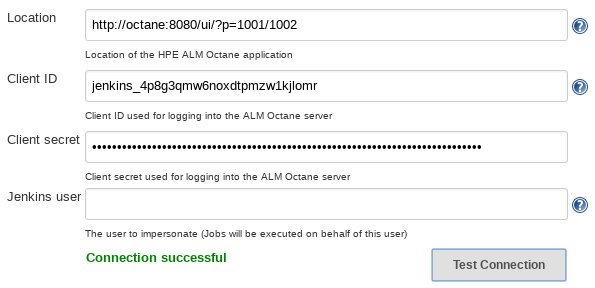 Location
http://octane:8080/ui/?p=1001/1002
Location of the HPE ALM Octane application
Client ID
jenkins_4p8g3qmw6noxdtpmzw1kjlomr
Client ID used for logging into the ALM Octane server
Client secret
Client secret used for logging into the ALM Octane server
Jenkins user
The user to impersonate (Jobs will be executed on behalf of this user)
Connection successful
Test Connection